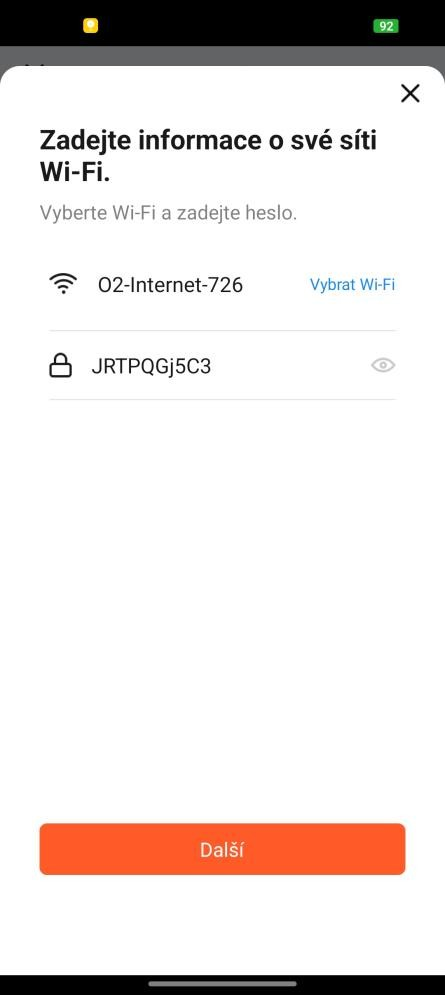 92
Zadejte informace o své síti
Wi-Fi.
Vyberte Wi-Fi a zadejte heslo.
O2-Internet-726
Vybrat Wi-Fi
JRTPQGj5C3
Další